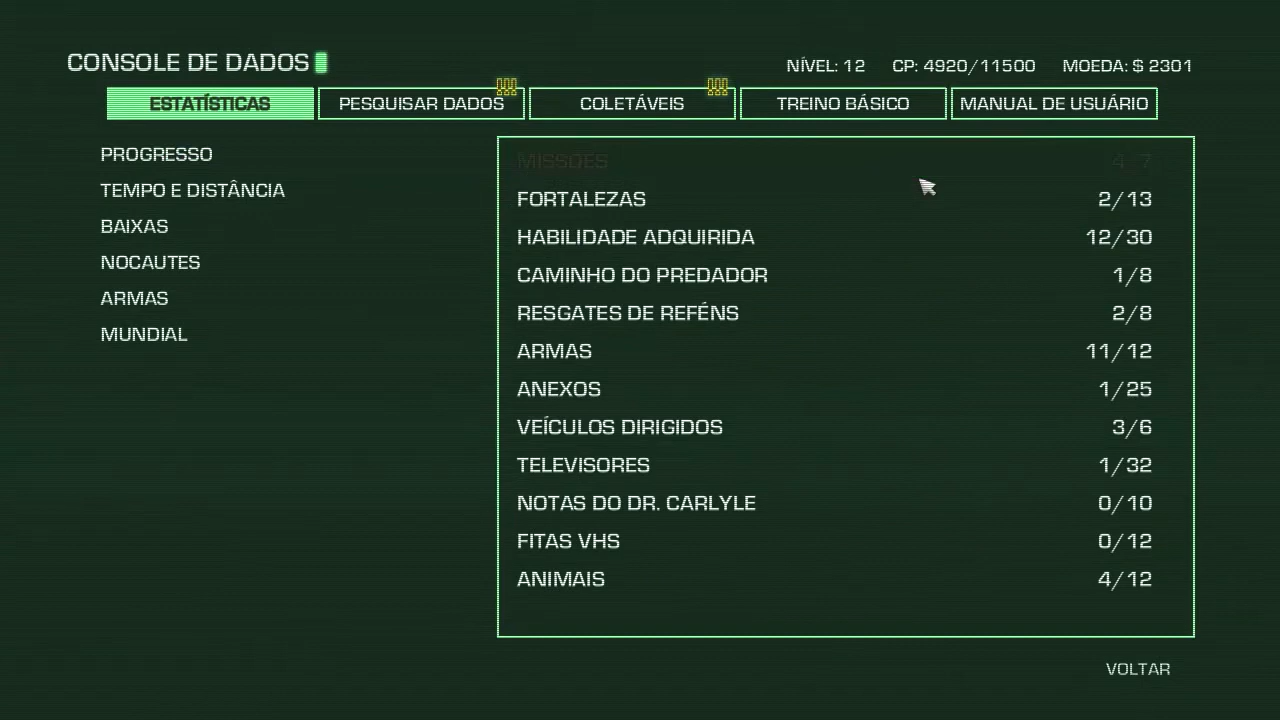 CONSOLE DE DADOS
NÍVEL: 12 CP: 4920/11500 MOEDA: $ 2301
ESTATÍSTICAS PESQUISAR DADOS COLETÁVEIS TREINO BÁSICO MANUAL DE USUÁRIO
PROGRESSO
TEMPO E DISTÂNCIA
BAIXAS
NOCAUTES
ARMAS
MUNDIAL
MISSÕES 4/7
FORTALEZAS 2/13
HABILIDADE ADQUIRIDA 12/30
CAMINHO DO PREDADOR 1/8
RESGATES DE REFÉNS 2/8
ARMAS 11/12
ANEXOS 1/25
VEÍCULOS DIRIGIDOS 3/6
TELEVISORES 1/32
NOTAS DO DR. CARLYLE 0/10
FITAS VHS 0/12
ANIMAIS 4/12
VOLTAR